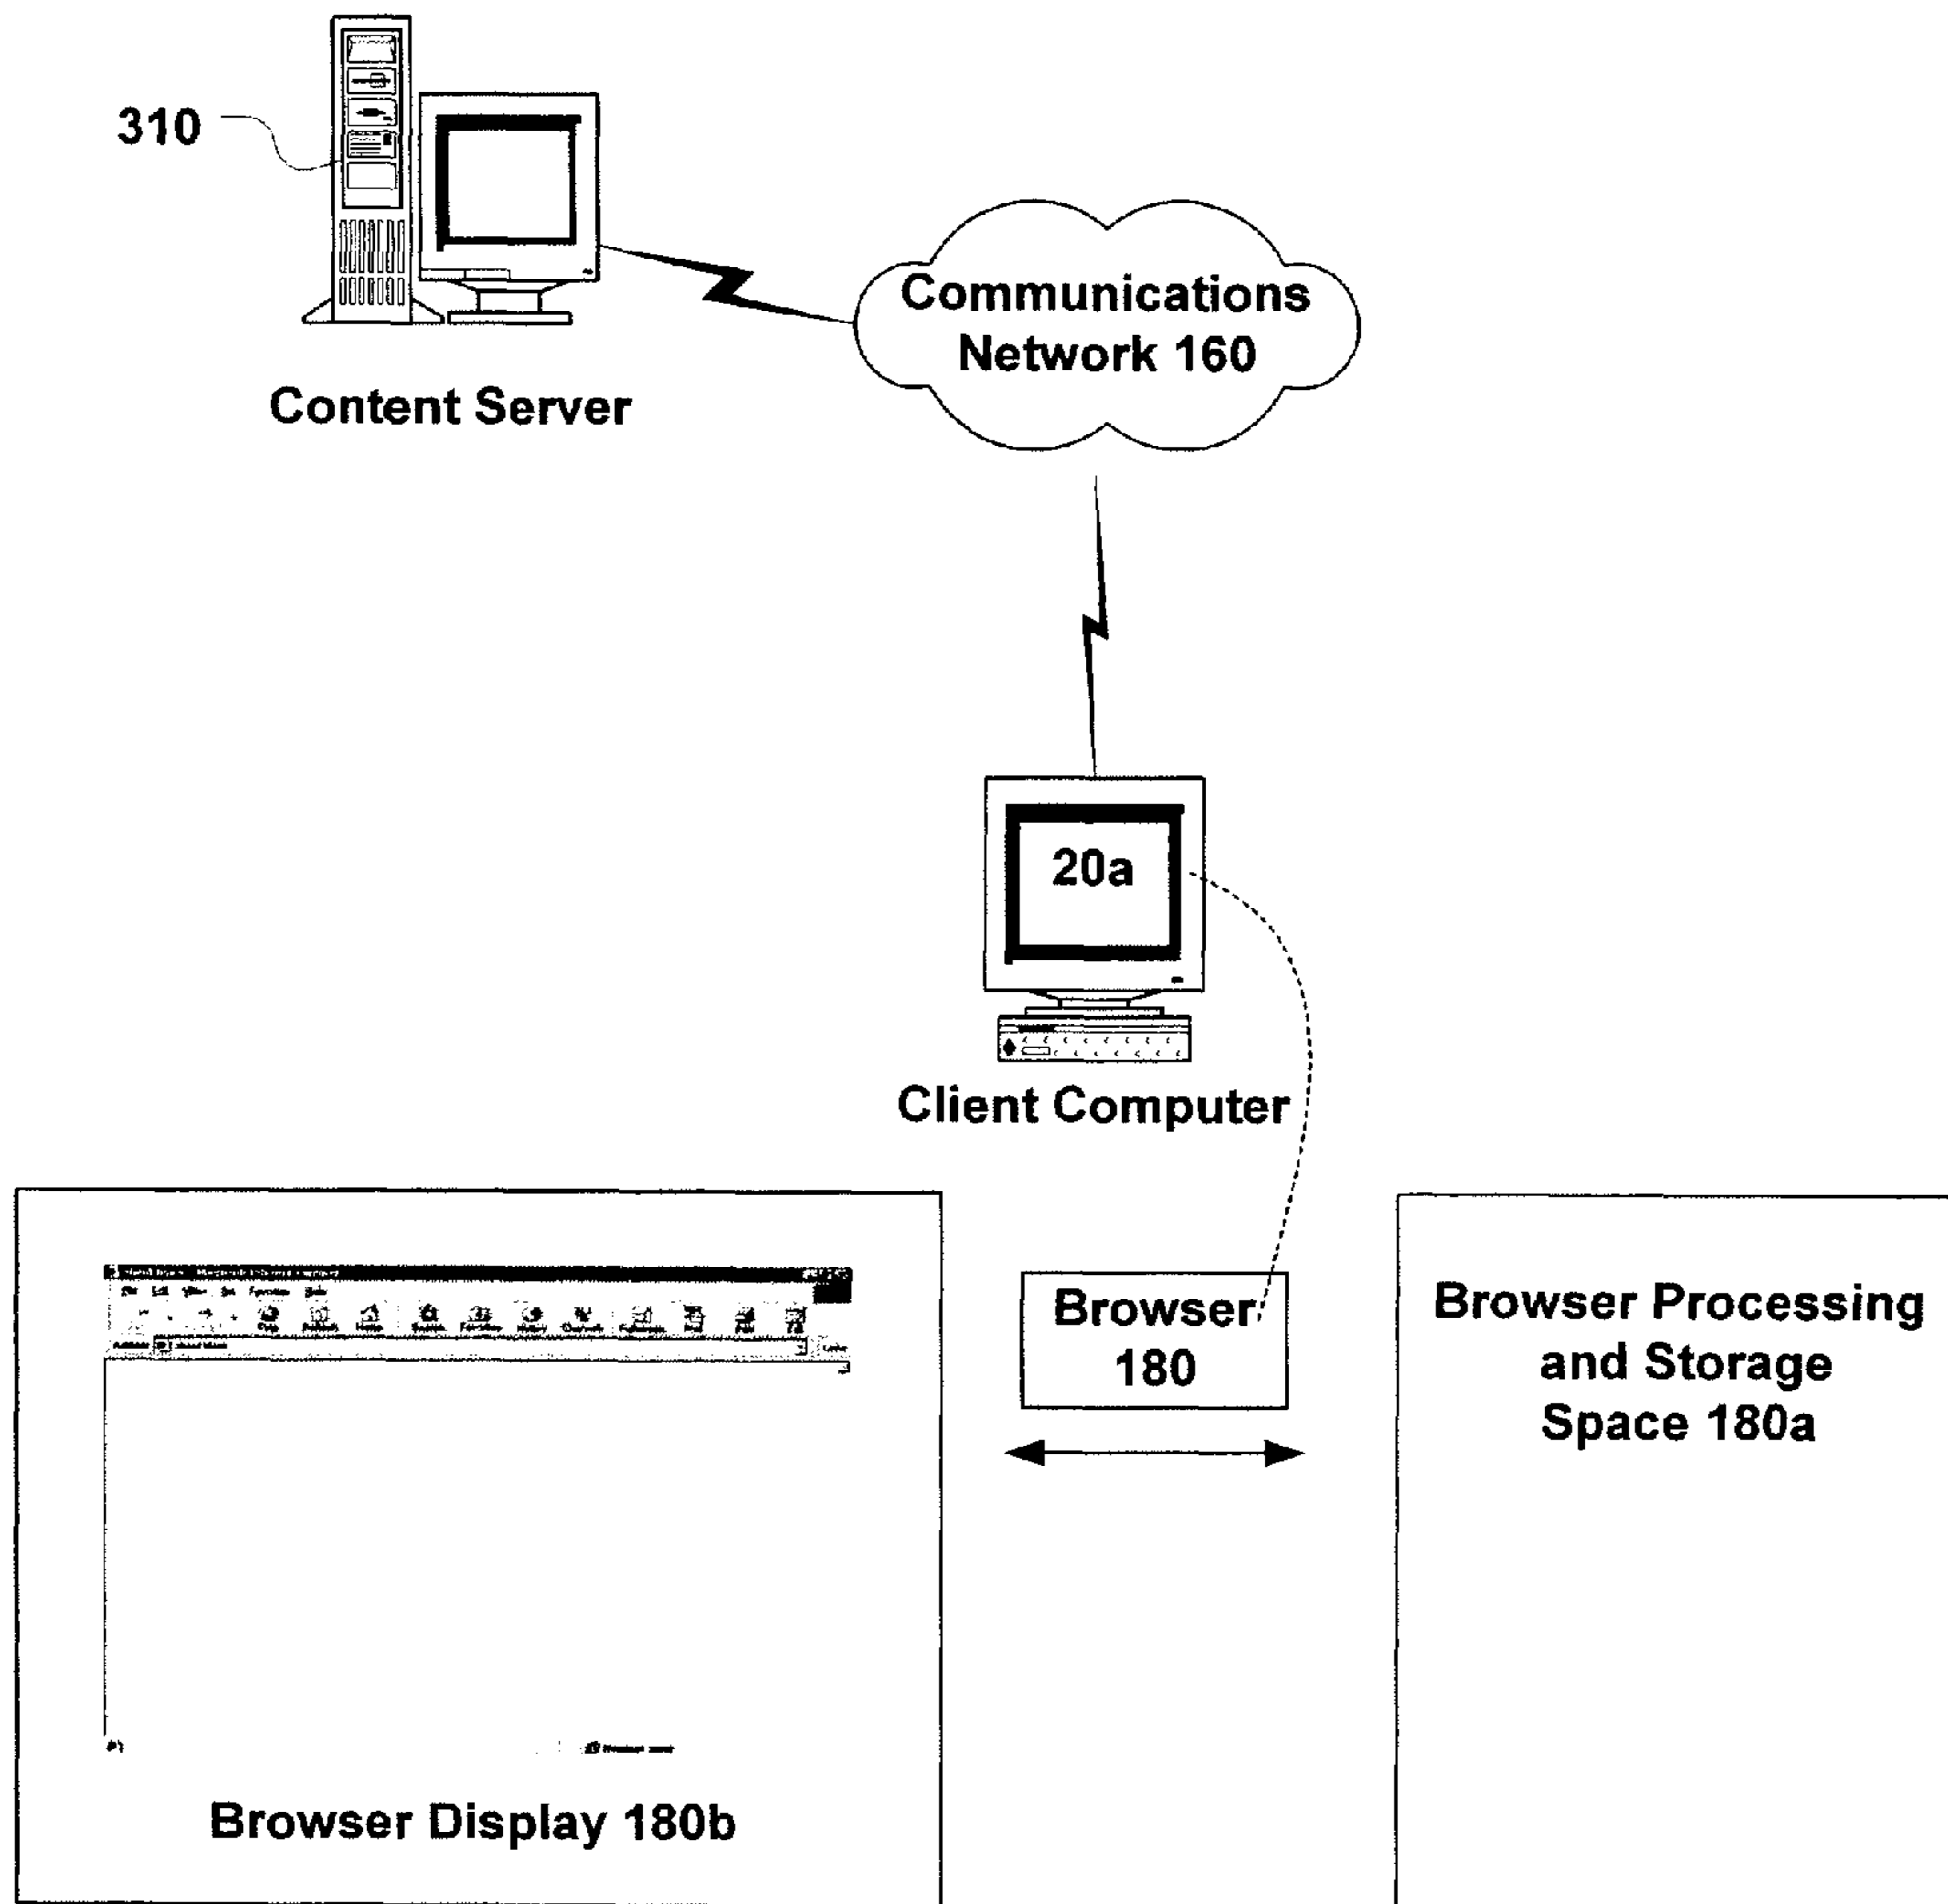 310
Content Server
Communications
Network 160
20a
Client Computer
Browser
180
Browser Processing
and Storage
Space 180a
Browser Display 180b